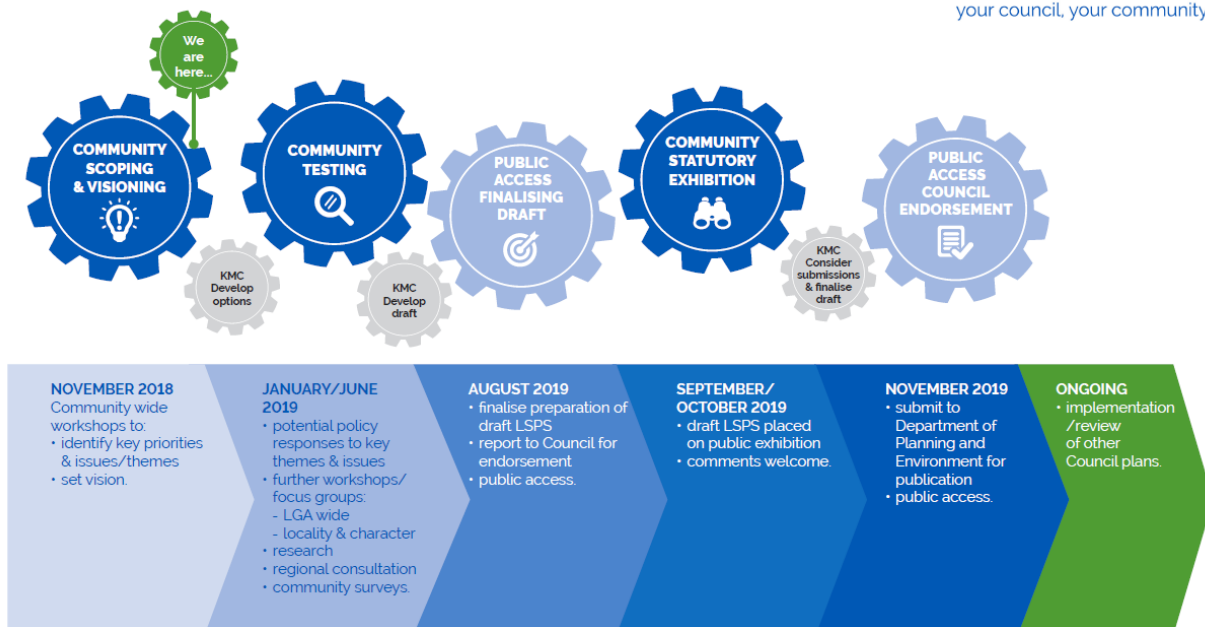 your council, your community
We
are
here...
COMMUNITY
SCOPING
& VISIONING
KMC
Develop
options
COMMUNITY
TESTING
KMC
Develop
draft
PUBLIC
ACCESS
FINALISING
DRAFT
COMMUNITY
STATUTORY
EXHIBITION
KMC
Consider
submissions
& finalise
draft
PUBLIC
ACCESS
COUNCIL
ENDORSEMENT
NOVEMBER 2018
Community wide
workshops to:
• identify key priorities
& issues/themes
• set vision.
JANUARY/JUNE
2019
• potential policy
responses to key
themes & issues
• further workshops/
focus groups:
- LGA wide
- locality & character
• research
• regional consultation
• community surveys.
AUGUST 2019
• finalise preparation of
draft LSPS
• report to Council for
endorsement
• public access.
SEPTEMBER/
OCTOBER 2019
• draft LSPS placed
on public exhibition
• comments welcome.
NOVEMBER 2019
• submit to
Department of
Planning and
Environment for
publication
• public access.
ONGOING
• implementation
/review
of other
Council plans.